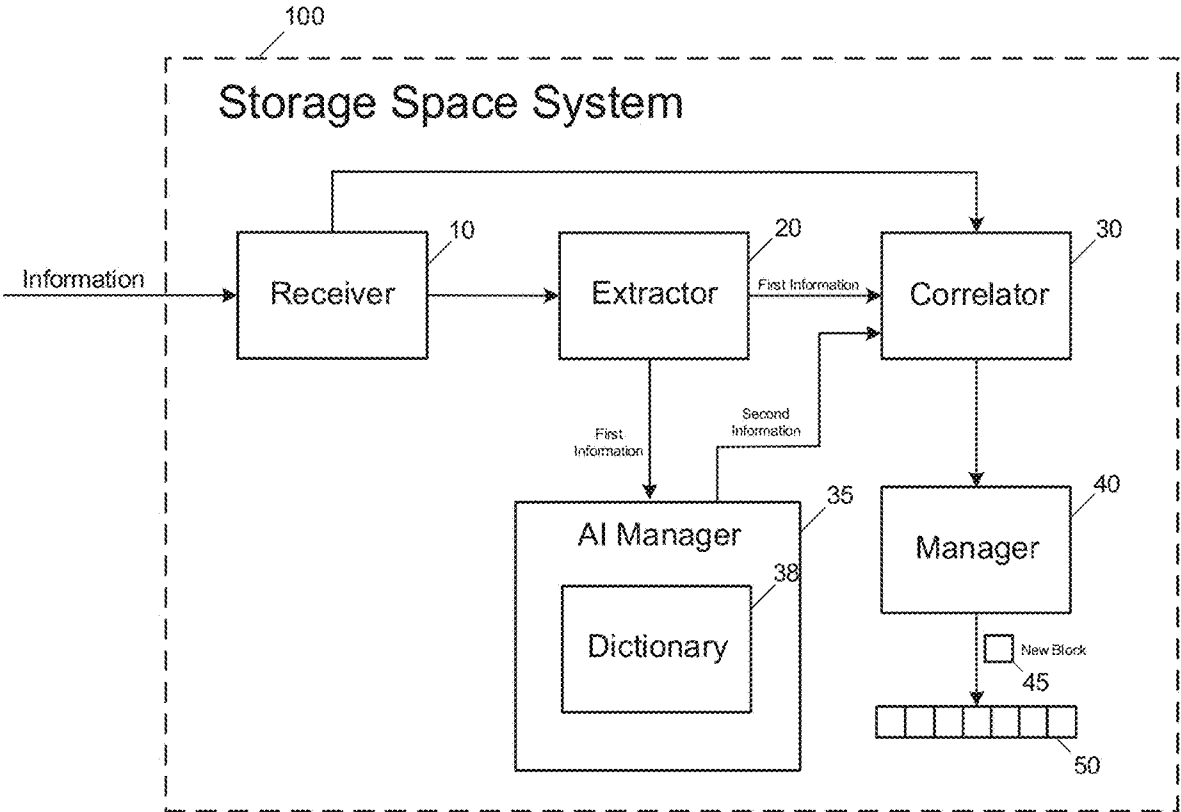 100
Storage Space System
10
20
30
Information
Receiver
Extractor
First Information
Correlator
First
Information
Second
Information
35
40
AI Manager
Manager
38
Dictionary
New Block
45
50